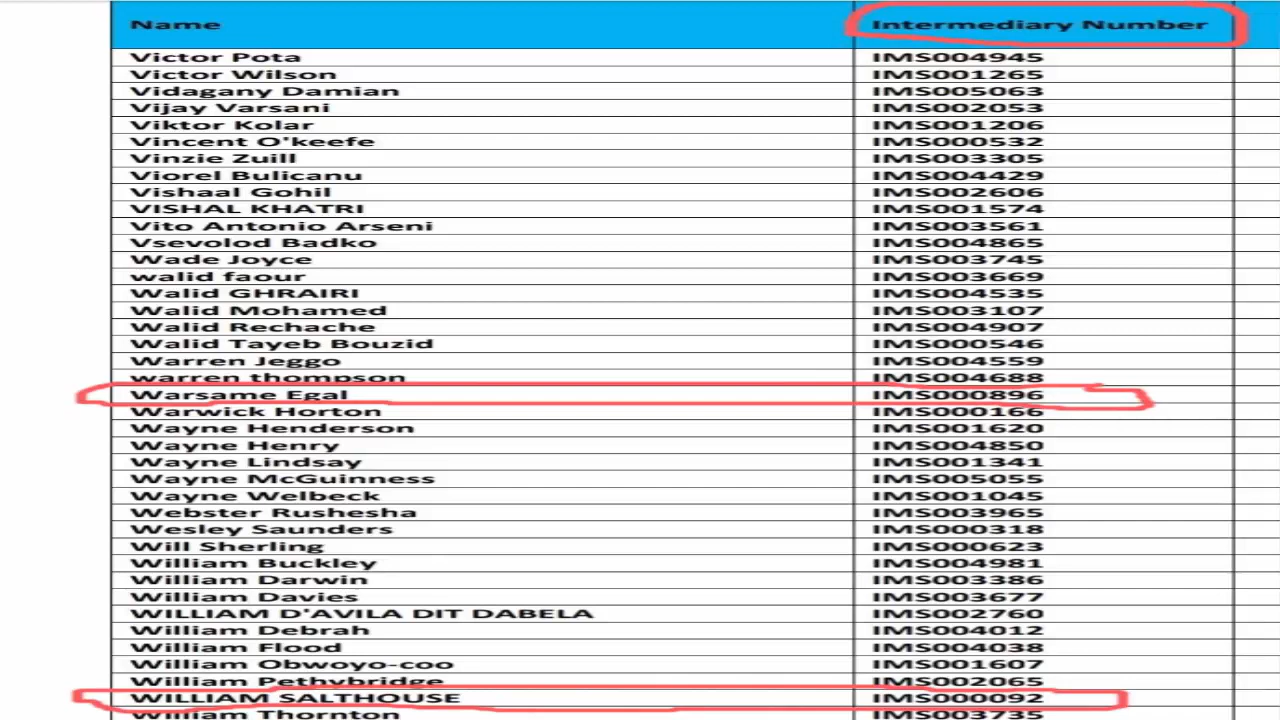 Name Intermediary Number
Victor Pota IMS004945
Victor Wilson IMS001265
Vidagany Damian IMS005063
Vijay Varsani IMS002053
Viktor Kolar IMS001206
Vincent O'keefe IMS000532
Vinzie Zuill IMS003305
Viorel Bulicanu IMS004429
Vishaal Gohil IMS002606
VISHAL KHATRI IMS001574
Vito Antonio Arseni IMS003561
Vsevolod Badko IMS004865
Wade Joyce IMS003745
walid faour IMS003669
Walid GHRAIRI IMS004535
Walid Mohamed IMS003107
Walid Rechache IMS004907
Walid Tayeb Bouzid IMS000546
Warren Jeggo IMS004559
warren thompson IMS004688
Warsame Egal IMS000896
Warwick Horton IMS000166
Wayne Henderson IMS001620
Wayne Henry IMS004850
Wayne Lindsay IMS001341
Wayne McGuinness IMS005055
Wayne Welbeck IMS001045
Webster Rushesha IMS003965
Wesley Saunders IMS000318
Will Sherling IMS000623
William Buckley IMS004981
William Darwin IMS003386
William Davies IMS003677
WILLIAM D'AVILA DIT DABELA IMS002760
William Debrah IMS004012
William Flood IMS004038
William Obwoyo-coo IMS001607
William Pethybridge IMS002065
WILLIAM SALTHOUSE IMS000092
William Thornton IMS003735